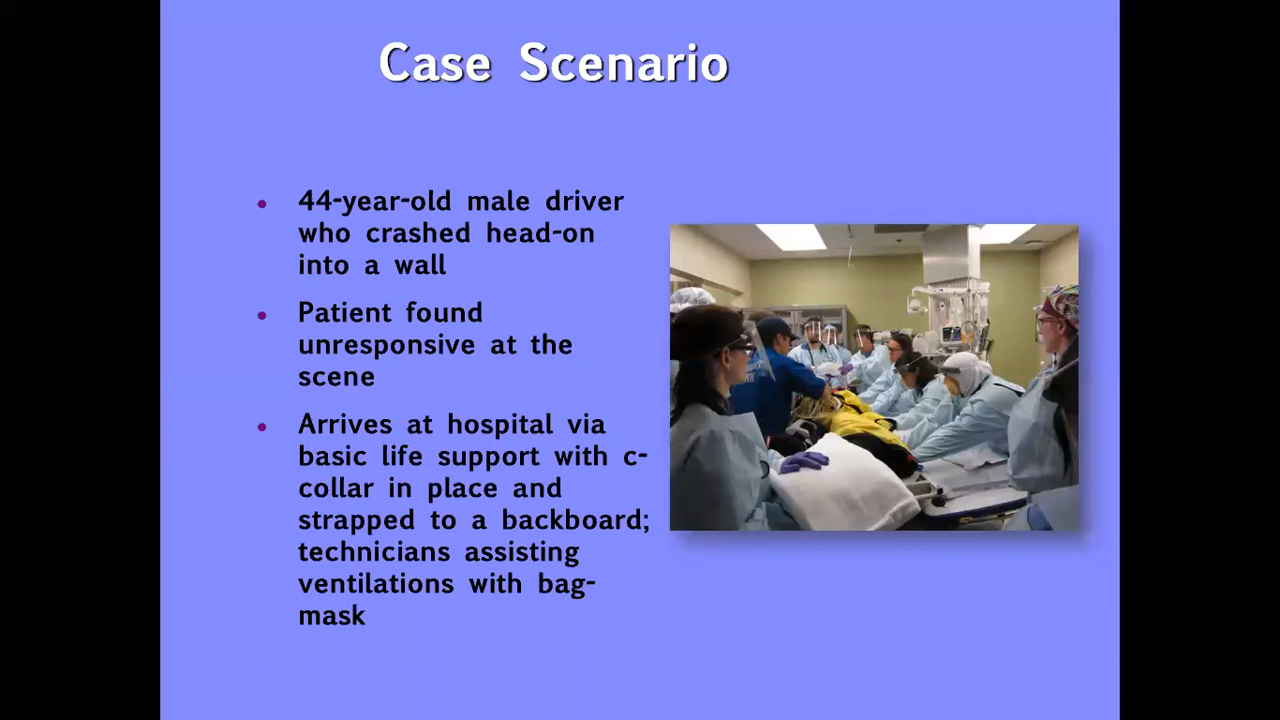 Case Scenario
44-year-old male driver
who crashed head-on
into a wall
Patient found
unresponsive at the
scene
Arrives at hospital via
basic life support with c-
collar in place and
strapped to a backboard;
technicians assisting
ventilations with bag-
mask